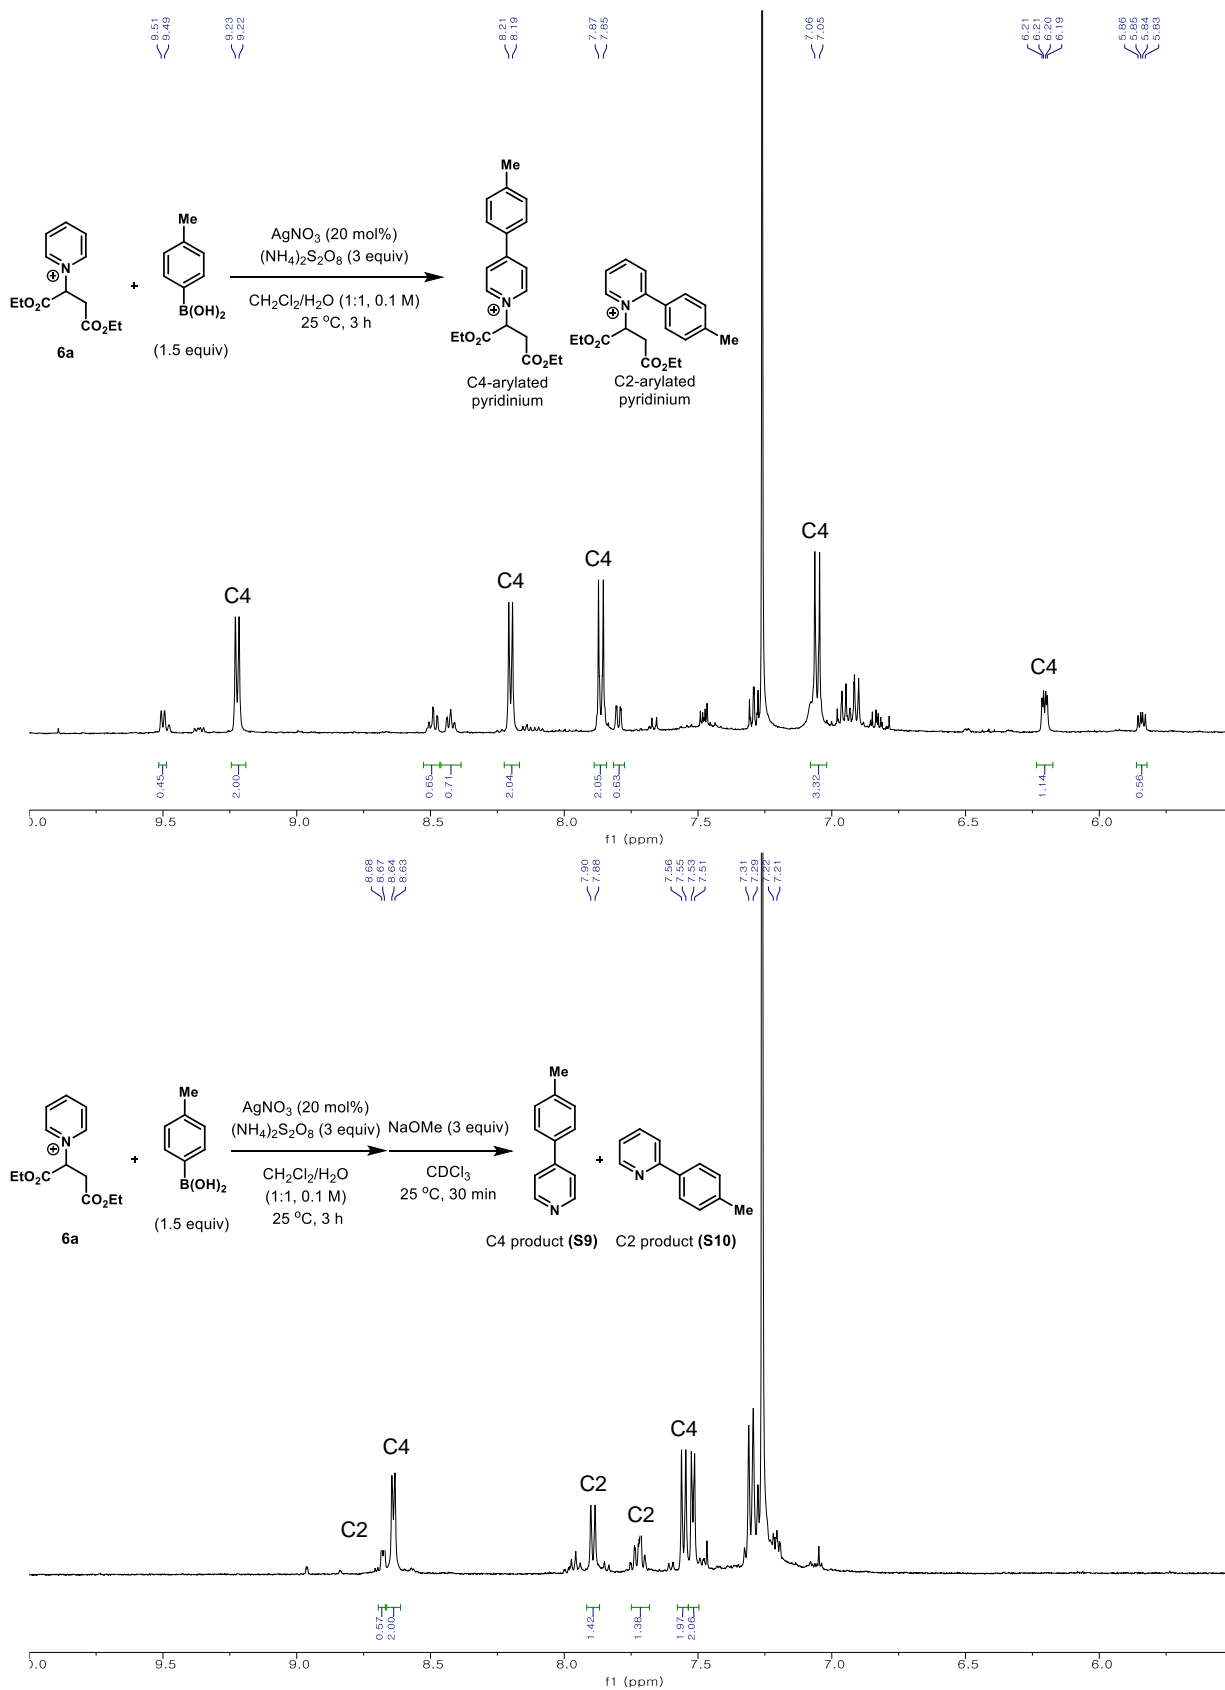 9.51
9.49
9.23
9.22
8.21
8.19
7.87
7.85
7.06
7.05
6.21
6.21
6.20
6.19
5.86
5.85
5.84
5.83
Me
Me
AgNO3 (20 mol%)
(NH4)2S2O8 (3 equiv)
CH2Cl2/H2O (1:1, 0.1 M)
25 °C, 3 h
N
EtO2C
CO2Et
6a
+
B(OH)2
(1.5 equiv)
N
EtO2C
CO2Et
C4-arylated
pyridinium
N
EtO2C
CO2Et
Me
C2-arylated
pyridinium
C4
C4
C4
C4
C4
0.45
2.00
0.65
0.71
2.04
2.05
0.63
3.32
1.14
0.56
0.0
9.5
9.0
8.5
8.0
7.5
7.0
6.5
6.0
f1 (ppm)
8.68
8.67
8.64
8.63
7.90
7.88
7.56
7.55
7.53
7.51
7.31
7.29
7.22
7.21
Me
Me
AgNO3 (20 mol%)
(NH4)2S2O8 (3 equiv)
CH2Cl2/H2O
(1:1, 0.1 M)
25 °C, 3 h
NaOMe (3 equiv)
CDCl3
25 °C, 30 min
N
EtO2C
CO2Et
6a
+
B(OH)2
(1.5 equiv)
N
C4 product (S9)
+
N
Me
C2 product (S10)
C2
C4
C2
C2
C4
0.57
2.00
1.42
1.38
1.97
2.06
0.0
9.5
9.0
8.5
8.0
7.5
7.0
6.5
6.0
f1 (ppm)